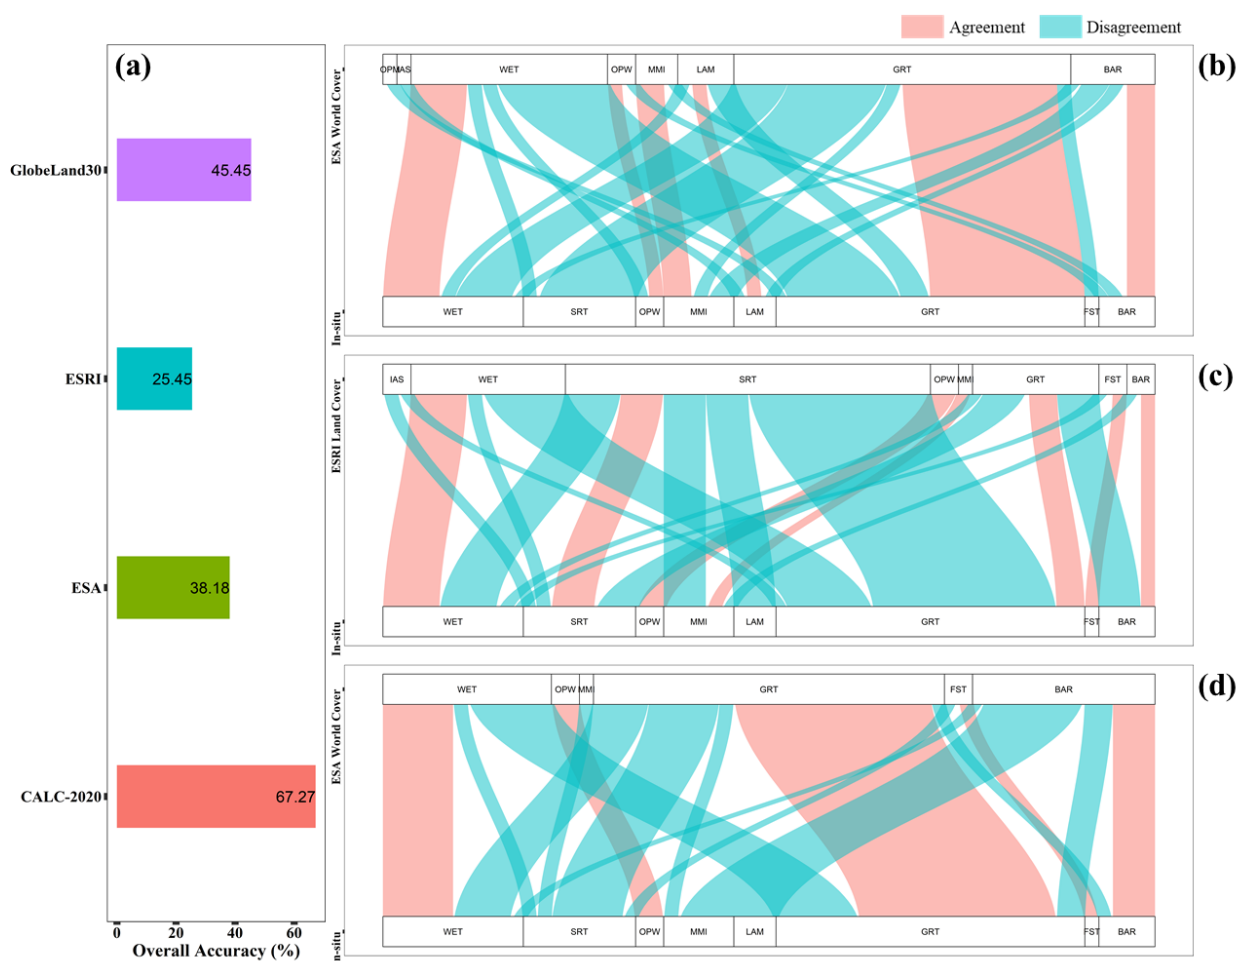 Agreement Disagreement
(a)
GlobeLand30
45.45
ESRI
25.45
ESA
38.18
CALC-2020
67.27
0 20 40 60
Overall Accuracy (%)
(b)
ESA World Cover
WET OPW MMI LAM GRT BAR
In-situ
WET SRT OPW MMI LAM GRT FST BAR
(c)
ESRI Land Cover
IAS WET SRT OPW MMI GRT FST BAR
In-situ
WET SRT OPW MMI LAM GRT FST BAR
(d)
ESA World Cover
WET OPW MMI GRT FST BAR
n-situ
WET SRT OPW MMI LAM GRT FST BAR